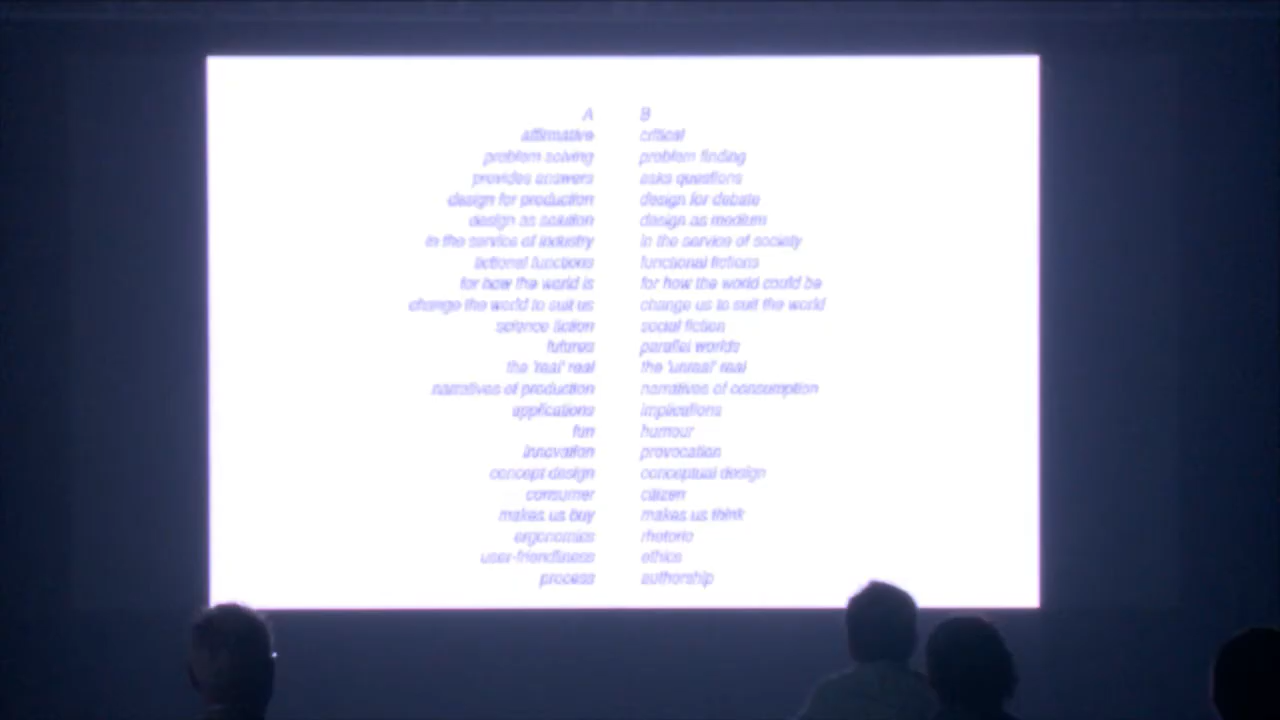 A B
affirmative critical
problem solving problem finding
provides answers asks questions
design for production design for debate
design as solution design as medium
in the service of industry in the service of society
fictional functions functional fictions
for how the world is for how the world could be
change the world to suit us change us to suit the world
science fiction social fiction
futures parallel worlds
the 'real' real the 'unreal' real
narratives of production narratives of consumption
applications implications
fun humour
innovation provocation
concept design conceptual design
consumer citizen
makes us buy makes us think
ergonomics rhetoric
user-friendliness ethics
process authorship